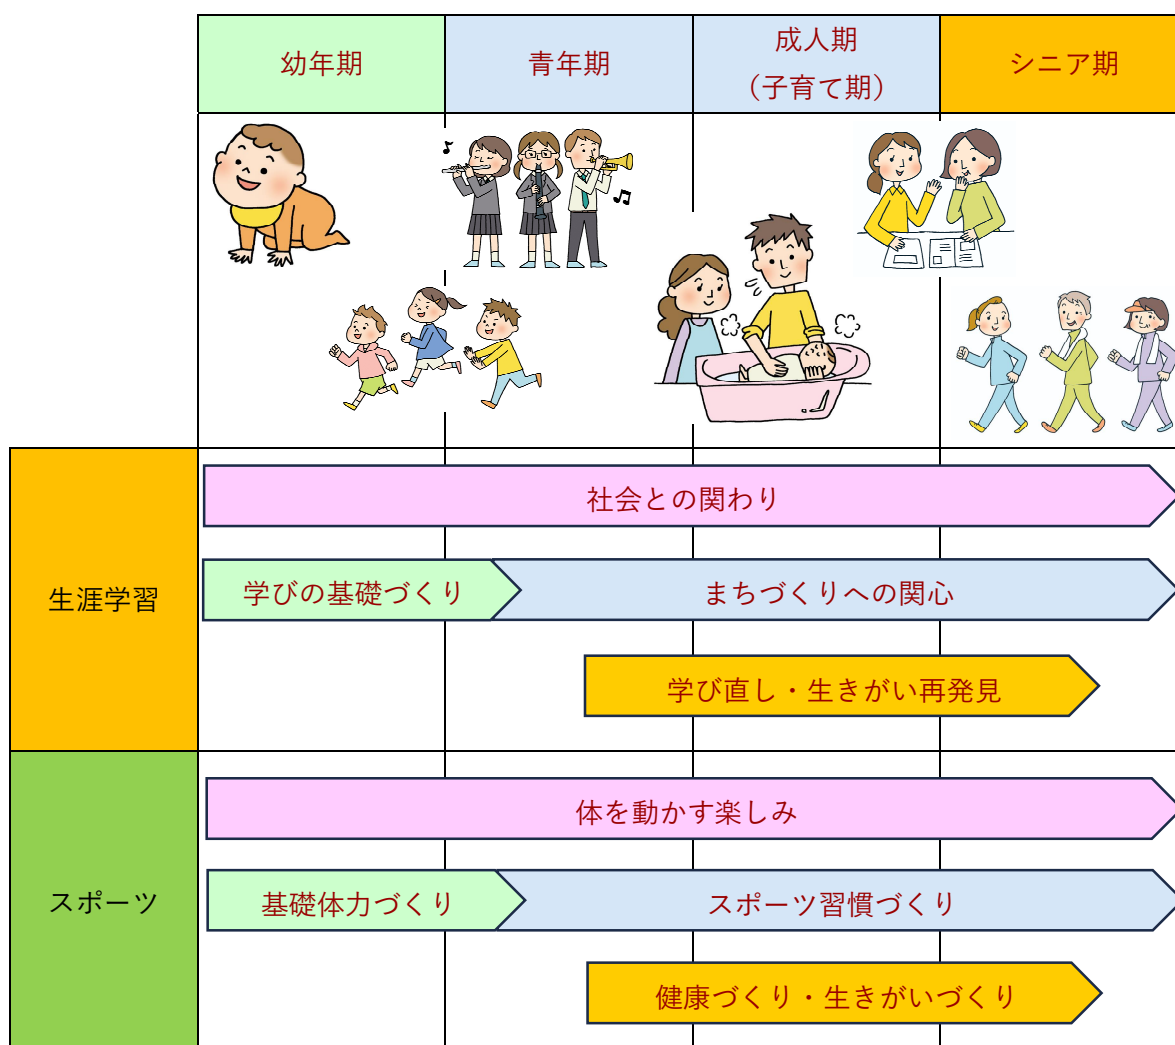 幼年期
青年期
成人期
（子育て期）
シニア期
生涯学習
社会との関わり
学びの基礎づくり
まちづくりへの関心
学び直し・生きがい再発見
スポーツ
体を動かす楽しみ
基礎体力づくり
スポーツ習慣づくり
健康づくり・生きがいづくり